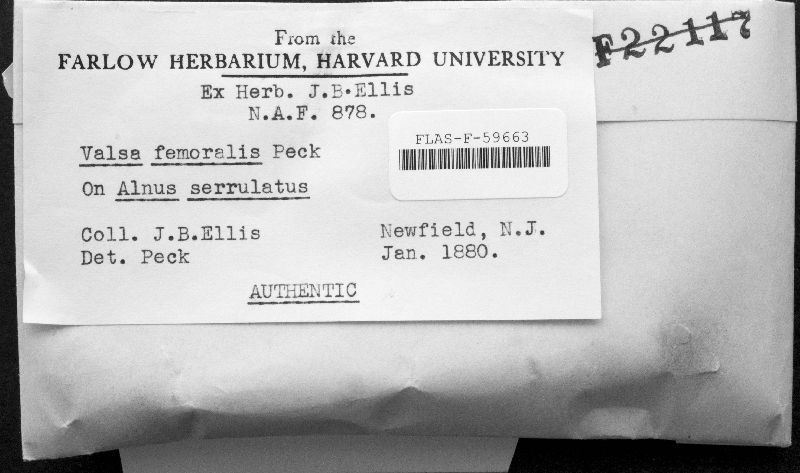 From the
FARLOW HERBARIUM, HARVARD UNIVERSITY
F22117
Ex Herb. J.B.Ellis
N.A.F. 878.
FLAS-F-59663
Valsa femoralis Peck
On Alnus serrulatus
Coll. J.B.Ellis
Newfield, N.J.
Det. Peck
Jan. 1880.
AUTHENTIC